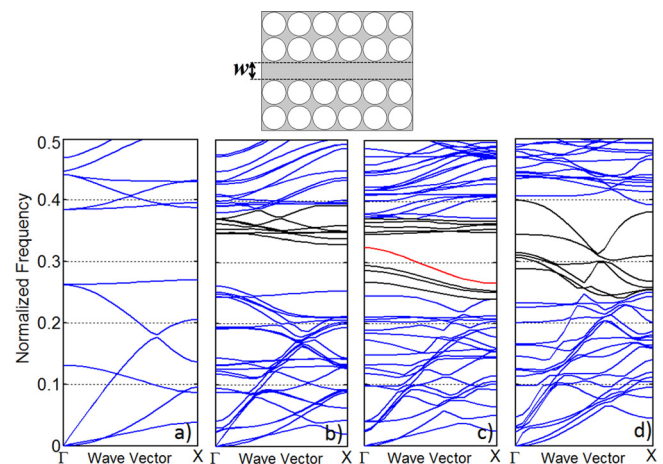 w
0.5
0.4
0.3
0.2
0.1
0
Normalized Frequency
a) b) c) d)
Γ Wave Vector X Wave Vector X Γ Wave Vector X Γ Wave Vector X